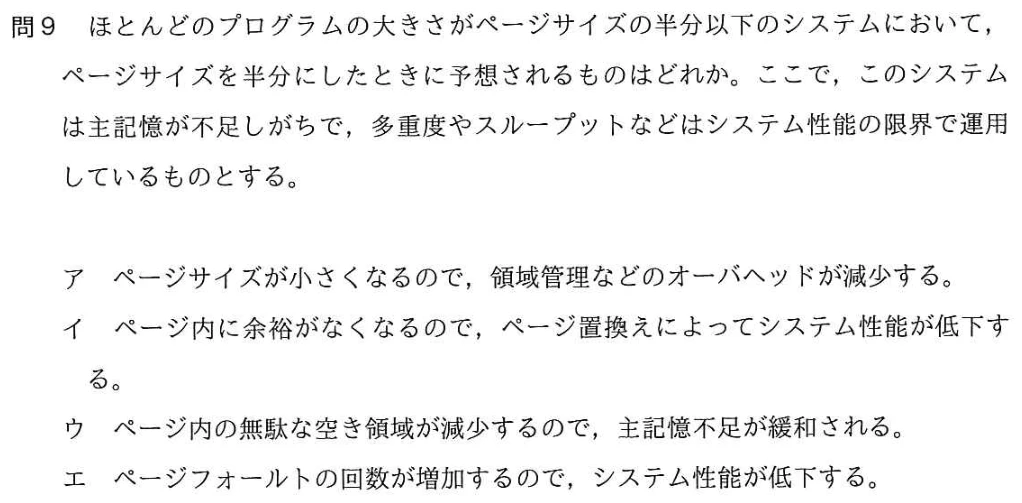 問9　ほとんどのプログラムの大きさがページサイズの半分以下のシステムにおいて，
ページサイズを半分にしたときに予想されるものはどれか。ここで，このシステム
は主記憶が不足しがちで，多重度やスループットなどはシステム性能の限界で運用
しているものとする。
ア　ページサイズが小さくなるので，領域管理などのオーバヘッドが減少する。
イ　ページ内に余裕がなくなるので，ページ置換えによってシステム性能が低下す
る。
ウ　ページ内の無駄な空き領域が減少するので，主記憶不足が緩和される。
エ　ページフォールトの回数が増加するので，システム性能が低下する。